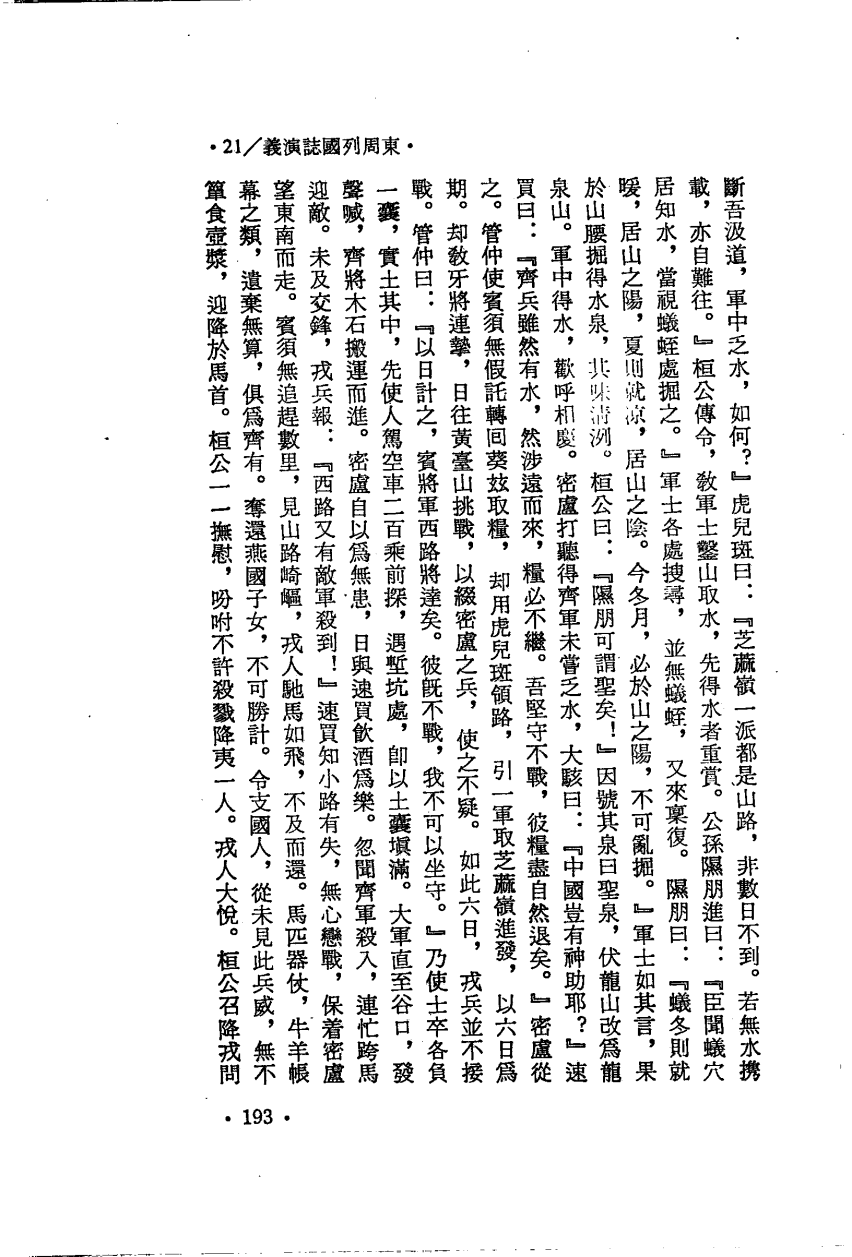 •21/義演誌國列周東•
斷吾汲道，軍中乏水，如何？』虎兒斑曰：『芝蔴嶺一派都是山路，非數日不到。若無水携
載，亦自難往。』桓公傳令，教軍士鑿山取水，先得水者重賞。公孫隰朋進曰：『臣聞蟻穴
居知水，當視蟻蛭處掘之。』軍士各處搜尋，並無蟻蛭，又來稟復。隰朋曰：『蟻冬則就
暖，居山之陽，夏則就凉，居山之陰。今冬月，必於山之陽，不可亂掘。』軍士如其言，果
於山腰掘得水泉，其味清洌。桓公曰：『隰朋可謂聖矣！』因號其泉曰聖泉，伏龍山改爲龍
泉山。軍中得水，歡呼相慶。密盧打聽得齊軍未嘗乏水，大駭曰：『中國豈有神助耶？』速
買曰：『齊兵雖然有水，然涉遠而來，糧必不繼。吾堅守不戰，彼糧盡自然退矣。』密盧從
之。管仲使賓須無假託轉回葵玆取糧，却用虎兒斑領路，引一軍取芝蔴嶺進發，以六日爲
期。却敎牙將連摯，日往黃臺山挑戰，以綴密盧之兵，使之不疑。如此六日，戎兵並不接
戰。管仲曰：『以日計之，賓將軍西路將達矣。彼旣不戰，我不可以坐守。』乃使士卒各負
一囊，實土其中，先使人駕空車二百乘前探，遇塹坑處，卽以土囊塡滿。大軍直至谷口，發
聲喊，齊將木石搬運而進。密盧自以爲無患，日與速買飲酒爲樂。忽聞齊軍殺入，連忙跨馬
迎敵。未及交鋒，戎兵報：『西路又有敵軍殺到！』速買知小路有失，無心戀戰，保着密盧
望東南而走。賓須無追趕數里，見山路崎嶇，戎人馳馬如飛，不及而還。馬匹器仗，牛羊帳
幕之類，遺棄無算，俱爲齊有。奪還燕國子女，不可勝計。令支國人，從未見此兵威，無不
簞食壺漿，迎降於馬首。桓公一一撫慰，吩咐不許殺戮降夷一人。戎人大悅。桓公召降戎問
•193•